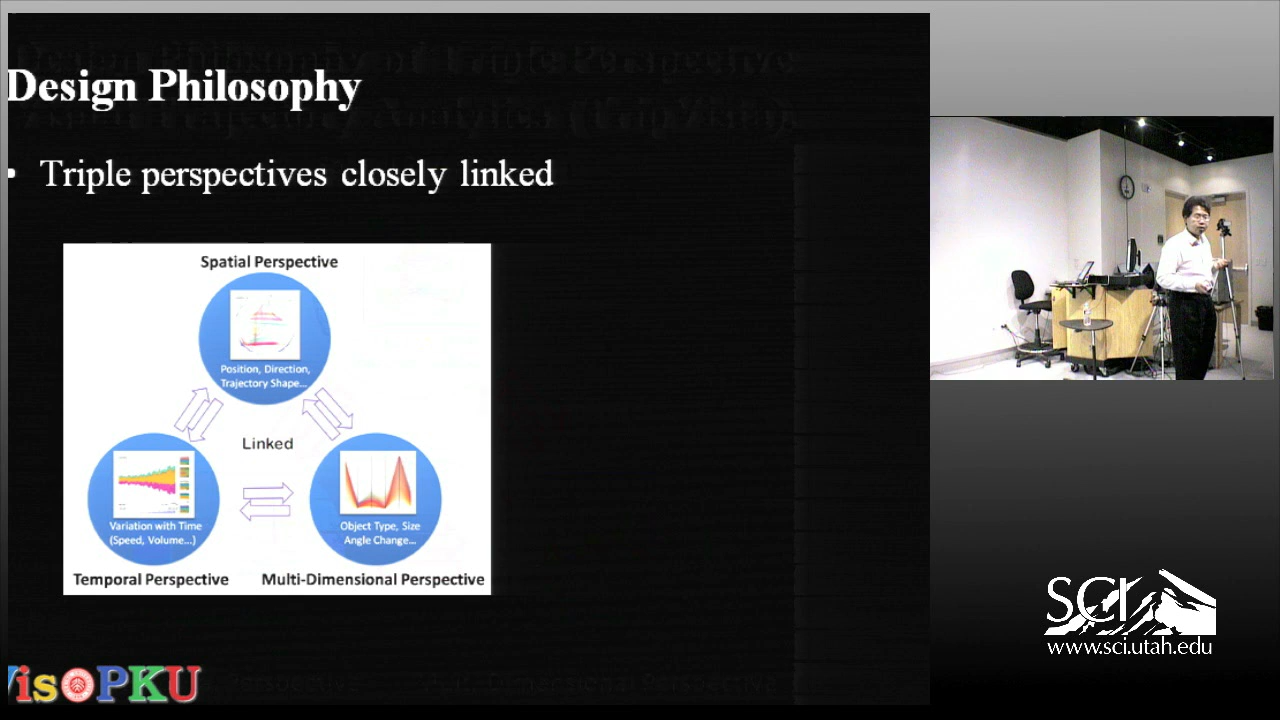 Design Philosophy
• Triple perspectives closely linked
Spatial Perspective
Position, Direction,
Trajectory Shape...
Linked
Variation with Time
(Speed, Volume...)
Object Type, Size
Angle Change...
Temporal Perspective
Multi-Dimensional Perspective
VisPKU
SCI
www.sci.utah.edu